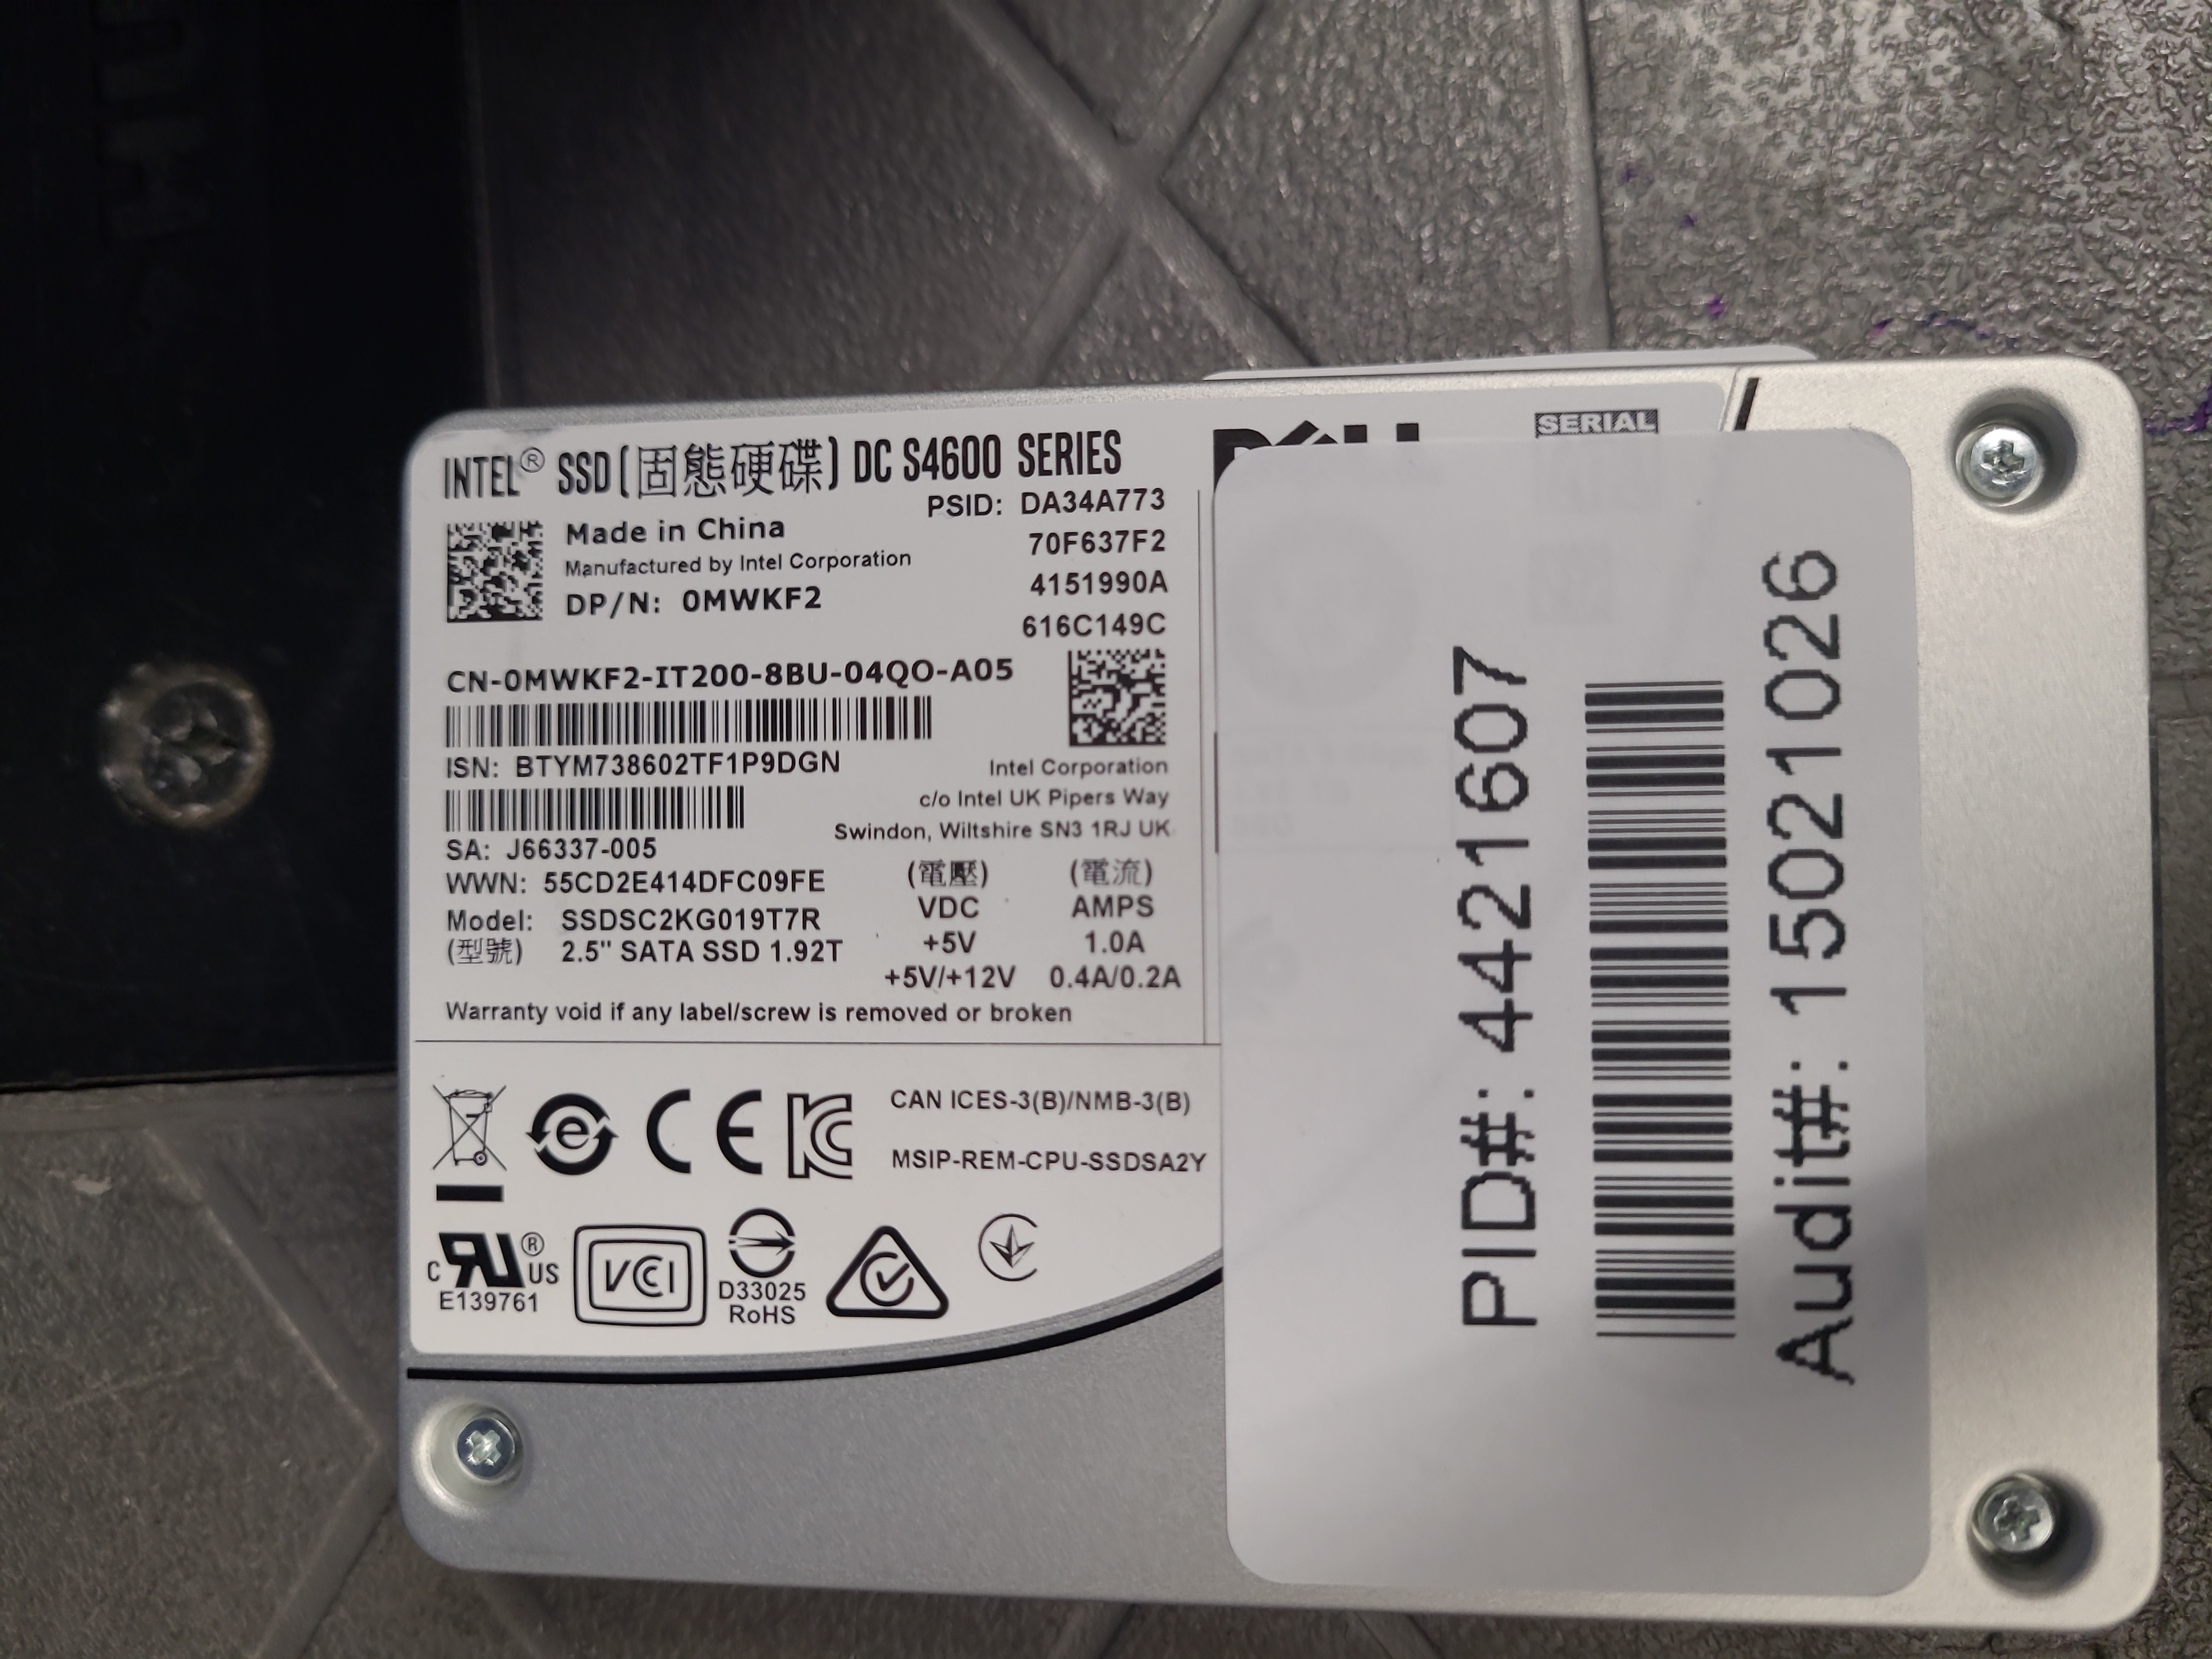 INTEL® SSD(固態硬碟) DC S4600 SERIES
PSID: DA34A773
70F637F2
4151990A
616C149C
Made in China
Manufactured by Intel Corporation
DP/N: 0MWKF2
CN-0MWKF2-IT200-8BU-04QO-A05
ISN: BTYM738602TF1P9DGN
Intel Corporation
c/o Intel UK Pipers Way
Swindon, Wiltshire SN3 1RJ UK
SA: J66337-005
WWN: 55CD2E414DFC09FE
Model: SSDSC2KG019T7R
(型號) 2.5" SATA SSD 1.92T
(電壓) (電流)
VDC AMPS
+5V 1.0A
+5V/+12V 0.4A/0.2A
Warranty void if any label/screw is removed or broken
CAN ICES-3(B)/NMB-3(B)
MSIP-REM-CPU-SSDSA2Y
e
CE
c RU® US
E139761
VCI
D33025
RoHS
SERIAL
PID#: 4421607
Audit#: 15021026